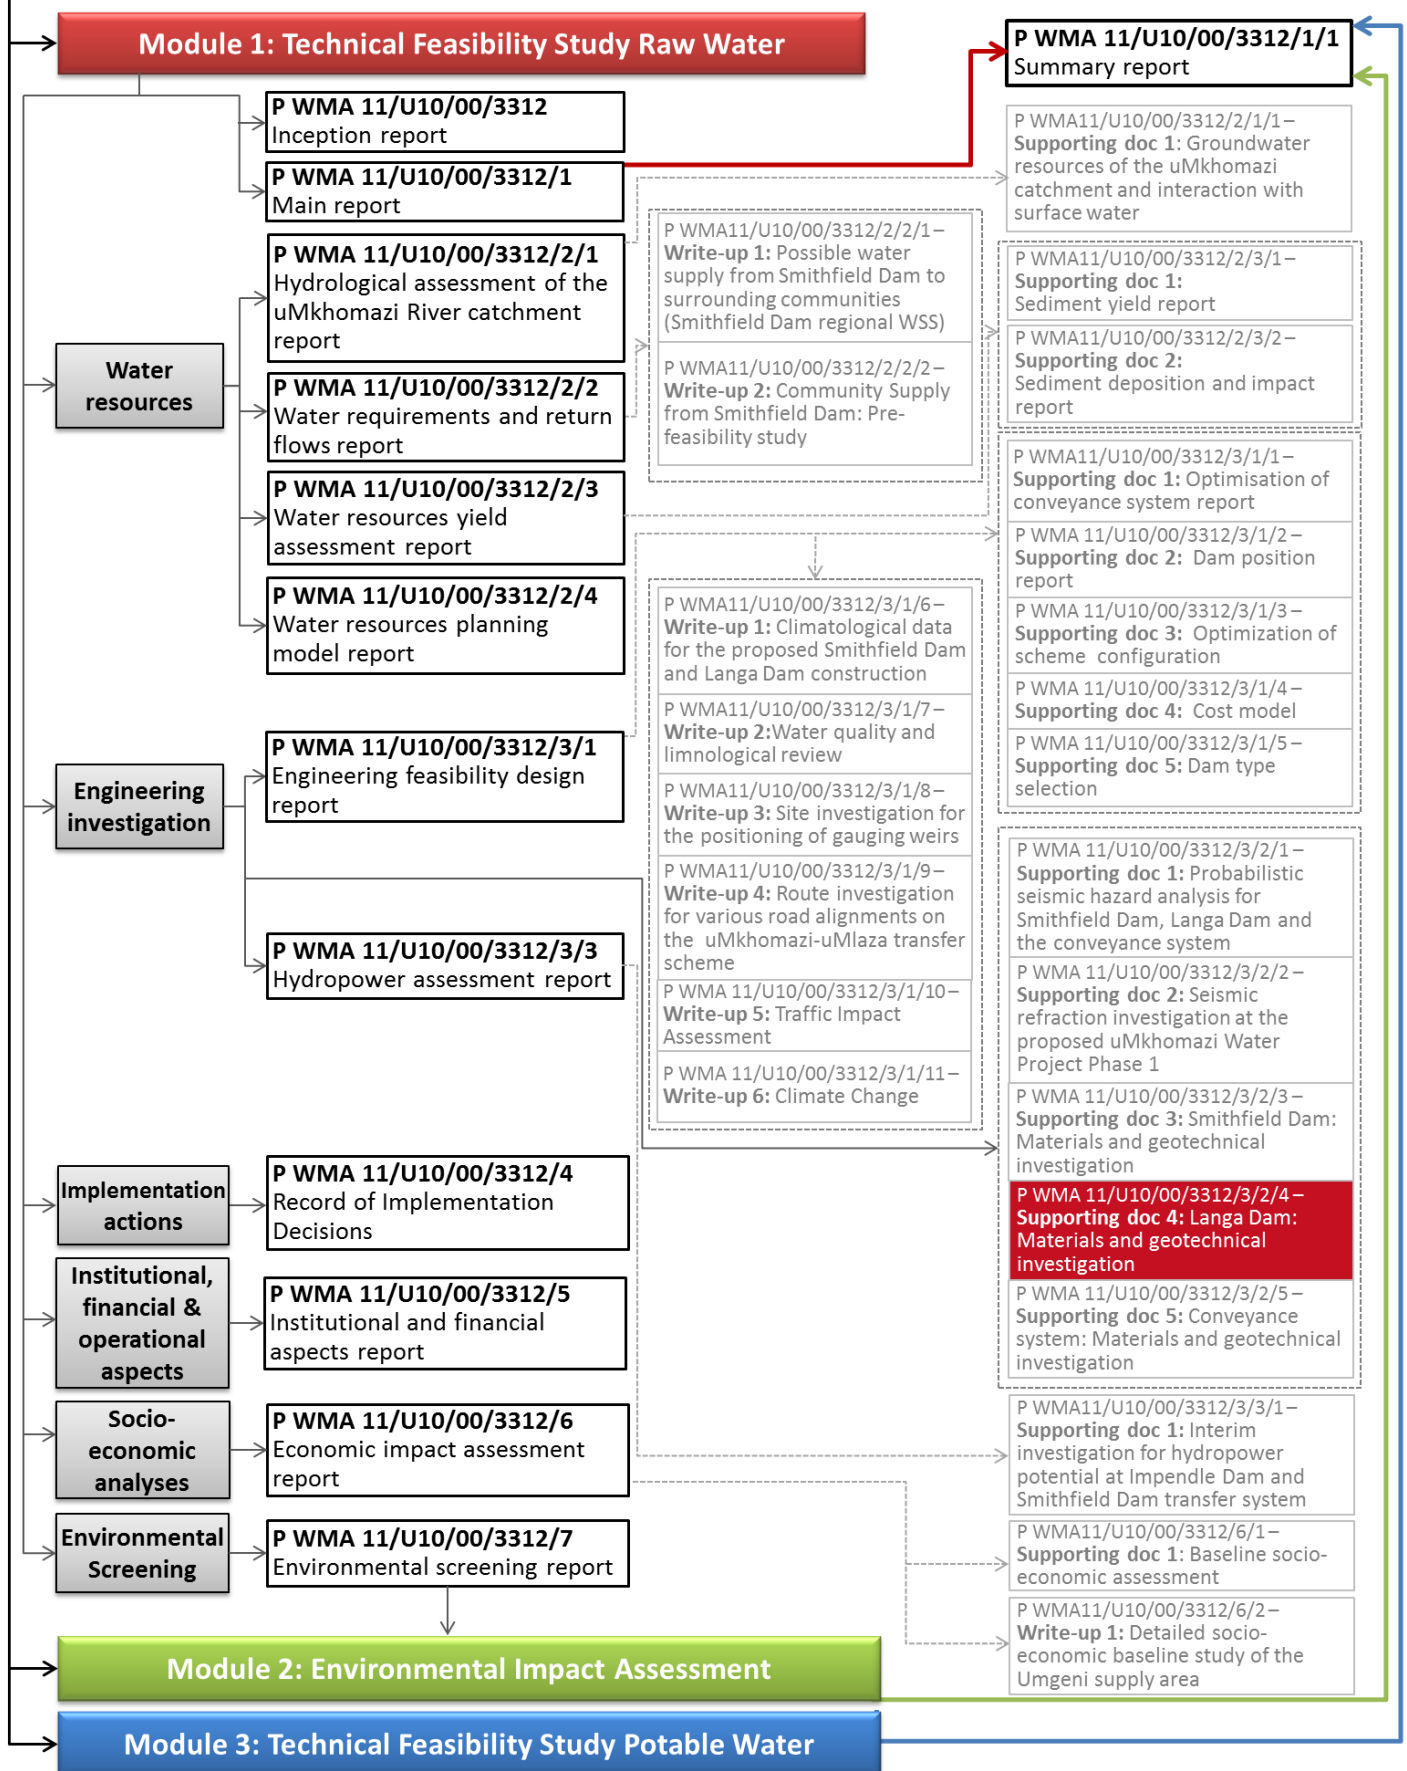 Module 1: Technical Feasibility Study Raw Water
P WMA 11/U10/00/3312/1/1
Summary report
P WMA 11/U10/00/3312
Inception report
P WMA 11/U10/00/3312/1
Main report
Water
resources
P WMA 11/U10/00/3312/2/1
Hydrological assessment of the
uMkhomazi River catchment
report
P WMA 11/U10/00/3312/2/2
Water requirements and return
flows report
P WMA 11/U10/00/3312/2/3
Water resources yield
assessment report
P WMA 11/U10/00/3312/2/4
Water resources planning
model report
Engineering
investigation
P WMA 11/U10/00/3312/3/1
Engineering feasibility design
report
P WMA 11/U10/00/3312/3/3
Hydropower assessment report
Implementation
actions
P WMA 11/U10/00/3312/4
Record of Implementation
Decisions
Institutional,
financial &
operational
aspects
P WMA 11/U10/00/3312/5
Institutional and financial
aspects report
Socio-
economic
analyses
P WMA 11/U10/00/3312/6
Economic impact assessment
report
Environmental
Screening
P WMA 11/U10/00/3312/7
Environmental screening report
P WMA11/U10/00/3312/2/2/1 –
Write-up 1: Possible water
supply from Smithfield Dam to
surrounding communities
(Smithfield Dam regional WSS)
P WMA11/U10/00/3312/2/2/2 –
Write-up 2: Community Supply
from Smithfield Dam: Pre-
feasibility study
P WMA11/U10/00/3312/3/1/6 –
Write-up 1: Climatological data
for the proposed Smithfield Dam
and Langa Dam construction
P WMA11/U10/00/3312/3/1/7 –
Write-up 2:Water quality and
limnological review
P WMA11/U10/00/3312/3/1/8 –
Write-up 3: Site investigation for
the positioning of gauging weirs
P WMA11/U10/00/3312/3/1/9 –
Write-up 4: Route investigation
for various road alignments on
the uMkhomazi-uMlaza transfer
scheme
P WMA 11/U10/00/3312/3/1/10 –
Write-up 5: Traffic Impact
Assessment
P WMA 11/U10/00/3312/3/1/11 –
Write-up 6: Climate Change
P WMA11/U10/00/3312/2/1/1 –
Supporting doc 1: Groundwater
resources of the uMkhomazi
catchment and interaction with
surface water
P WMA11/U10/00/3312/2/3/1 –
Supporting doc 1:
Sediment yield report
P WMA11/U10/00/3312/2/3/2 –
Supporting doc 2:
Sediment deposition and impact
report
P WMA11/U10/00/3312/3/1/1 –
Supporting doc 1: Optimisation of
conveyance system report
P WMA 11/U10/00/3312/3/1/2 –
Supporting doc 2: Dam position
report
P WMA 11/U10/00/3312/3/1/3 –
Supporting doc 3: Optimization of
scheme configuration
P WMA 11/U10/00/3312/3/1/4 –
Supporting doc 4: Cost model
P WMA 11/U10/00/3312/3/1/5 –
Supporting doc 5: Dam type
selection
P WMA 11/U10/00/3312/3/2/1 –
Supporting doc 1: Probabilistic
seismic hazard analysis for
Smithfield Dam, Langa Dam and
the conveyance system
P WMA 11/U10/00/3312/3/2/2 –
Supporting doc 2: Seismic
refraction investigation at the
proposed uMkhomazi Water
Project Phase 1
P WMA 11/U10/00/3312/3/2/3 –
Supporting doc 3: Smithfield Dam:
Materials and geotechnical
investigation
P WMA 11/U10/00/3312/3/2/4 –
Supporting doc 4: Langa Dam:
Materials and geotechnical
investigation
P WMA 11/U10/00/3312/3/2/5 –
Supporting doc 5: Conveyance
system: Materials and geotechnical
investigation
P WMA11/U10/00/3312/3/3/1 –
Supporting doc 1: Interim
investigation for hydropower
potential at Impendle Dam and
Smithfield Dam transfer system
P WMA11/U10/00/3312/6/1 –
Supporting doc 1: Baseline socio-
economic assessment
P WMA11/U10/00/3312/6/2 –
Write-up 1: Detailed socio-
economic baseline study of the
Umgeni supply area
Module 2: Environmental Impact Assessment
Module 3: Technical Feasibility Study Potable Water